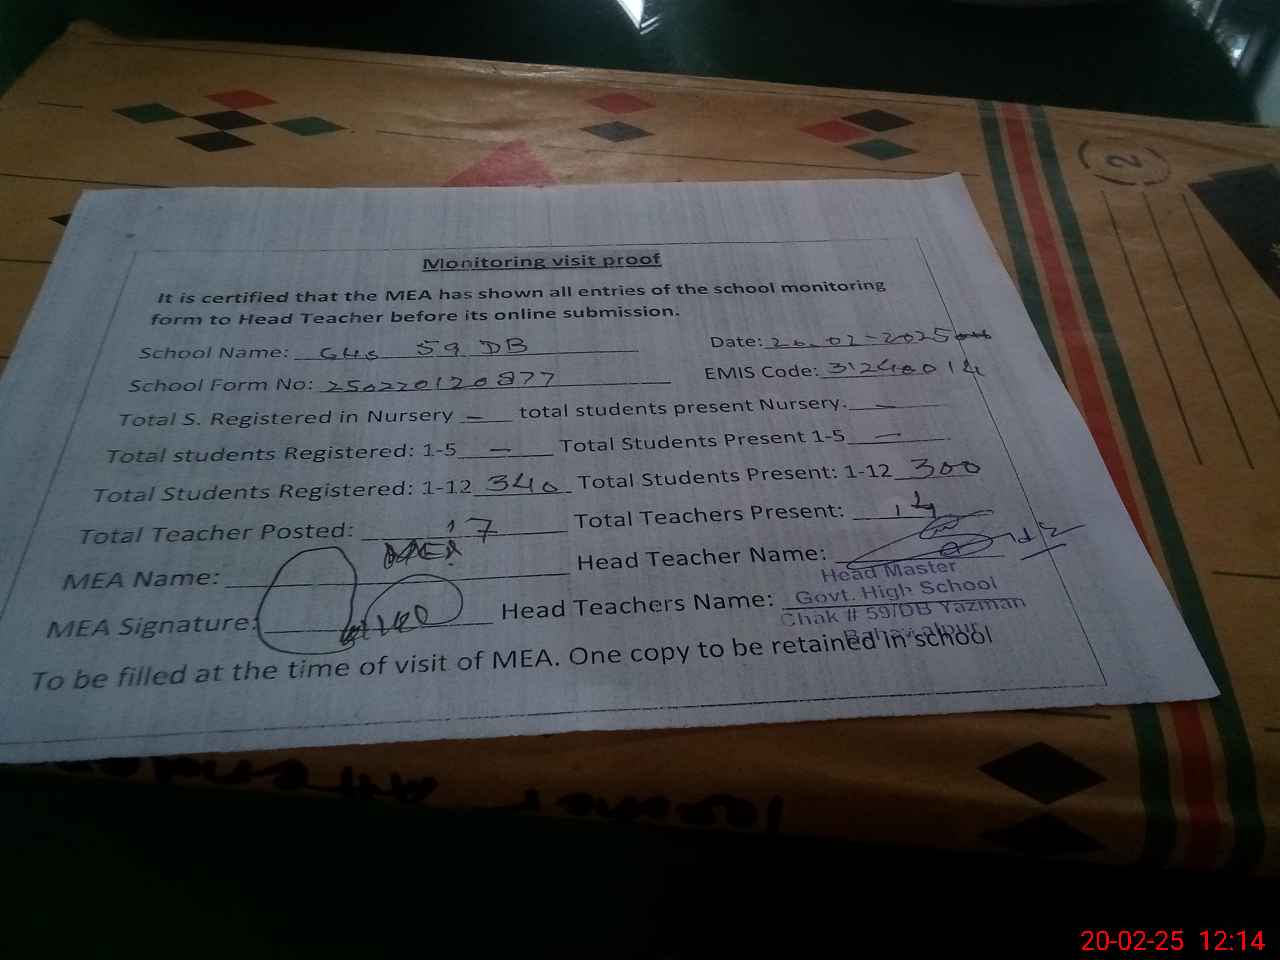 (2)
Monitoring visit proof
It is certified that the MEA has shown all entries of the school monitoring
form to Head Teacher before its online submission.
School Name: GHS 59 DB Date: 20-02-2025
School Form No: 250220120877 EMIS Code: 31240014
Total S. Registered in Nursery — total students present Nursery. —
Total students Registered: 1-5 — Total Students Present 1-5 —
Total Students Registered: 1-12 340 Total Students Present: 1-12 300
Total Teacher Posted: 17 Total Teachers Present: 14
MEA Name: MEA Head Teacher Name:
MEA Signature: Head Teachers Name:
Head Master
Govt. High School
Chak # 59/DB Yazman
Bahawalpur
To be filled at the time of visit of MEA. One copy to be retained in school
20-02-25 12:14